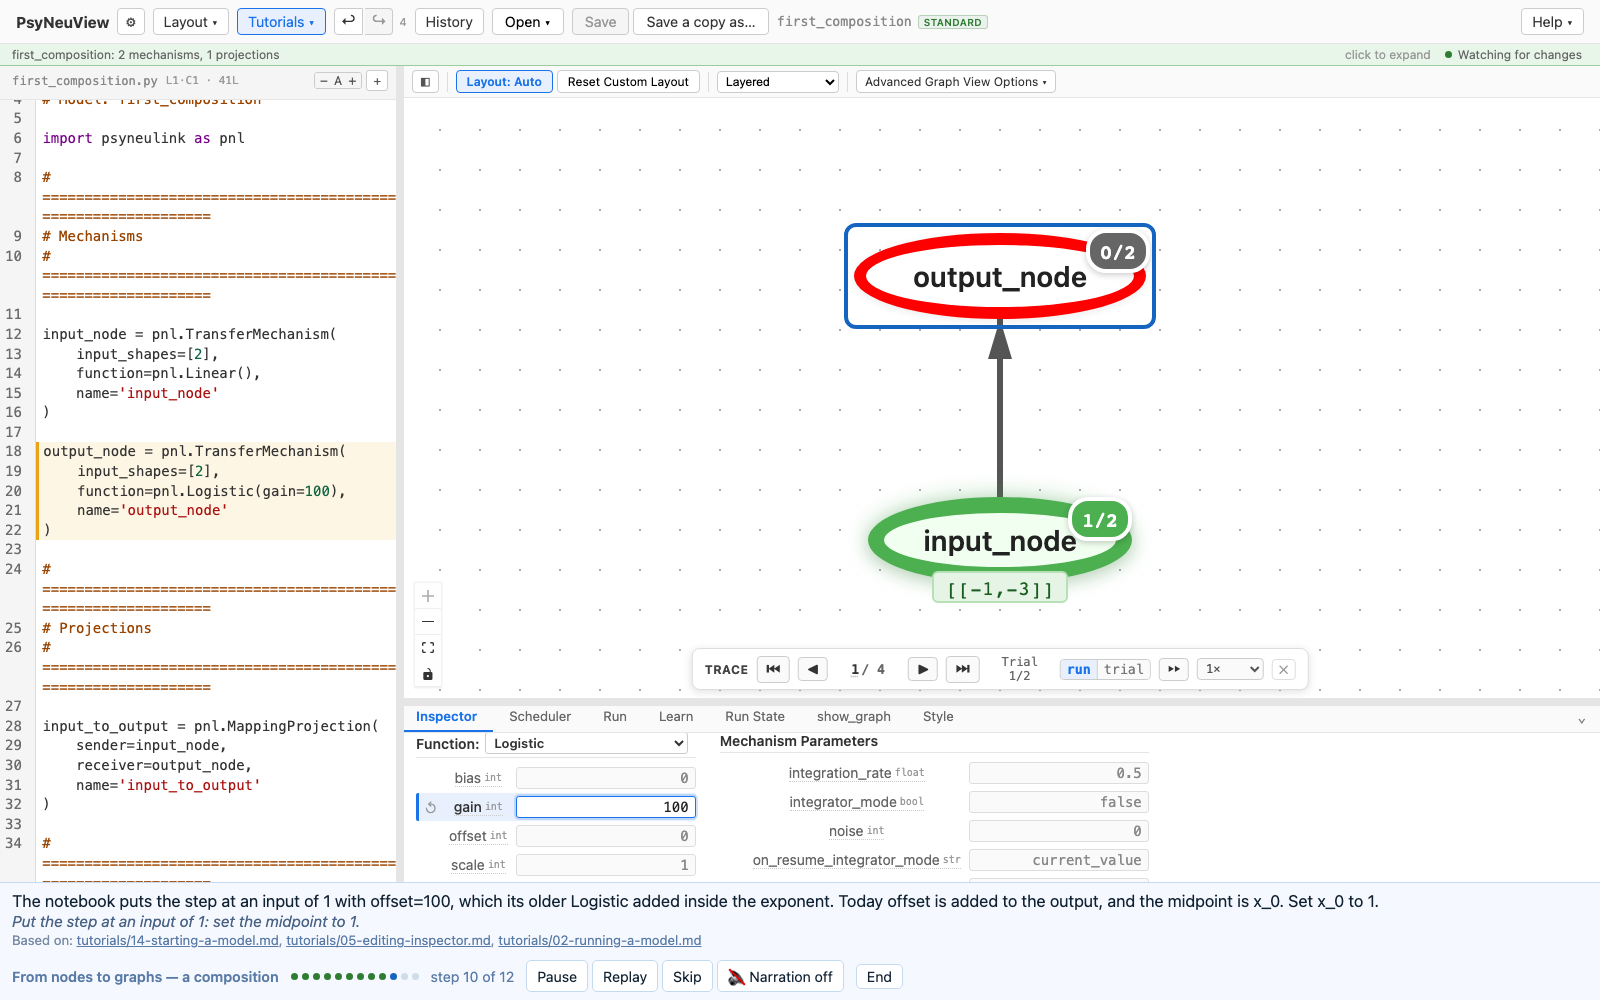 PsyNeuView ⚙ Layout ▾ Tutorials ▾ ↩ ↪ 4 History Open ▾ Save Save a copy as... first_composition STANDARD Help ▾
first_composition: 2 mechanisms, 1 projections click to expand ● Watching for changes
first_composition.py L1·C1 · 41L − A + +
Layout: Auto Reset Custom Layout Layered Advanced Graph View Options ▾
4 # Model: first_composition
5
6 import psyneulink as pnl
7
8 #
==========================================
====================
9 # Mechanisms
10 #
==========================================
====================
11
12 input_node = pnl.TransferMechanism(
13 input_shapes=[2],
14 function=pnl.Linear(),
15 name='input_node'
16 )
17
18 output_node = pnl.TransferMechanism(
19 input_shapes=[2],
20 function=pnl.Logistic(gain=100),
21 name='output_node'
22 )
23
24 #
==========================================
====================
25 # Projections
26 #
==========================================
====================
27
28 input_to_output = pnl.MappingProjection(
29 sender=input_node,
30 receiver=output_node,
31 name='input_to_output'
32 )
33
34 #
==========================================
====================
0/2
output_node
1/2
input_node
[[-1,-3]]
TRACE ⏮ ◀ 1 / 4 ▶ ⏭ Trial 1/2 run trial ▸▸ 1× ×
Inspector Scheduler Run Learn Run State show_graph Style
Function: Logistic
bias int 0
gain int 100
offset int 0
scale int 1
Mechanism Parameters
integration_rate float 0.5
integrator_mode bool false
noise int 0
on_resume_integrator_mode str current_value
The notebook puts the step at an input of 1 with offset=100, which its older Logistic added inside the exponent. Today offset is added to the output, and the midpoint is x_0. Set x_0 to 1.
Put the step at an input of 1: set the midpoint to 1.
Based on: tutorials/14-starting-a-model.md, tutorials/05-editing-inspector.md, tutorials/02-running-a-model.md
From nodes to graphs — a composition step 10 of 12 Pause Replay Skip Narration off End